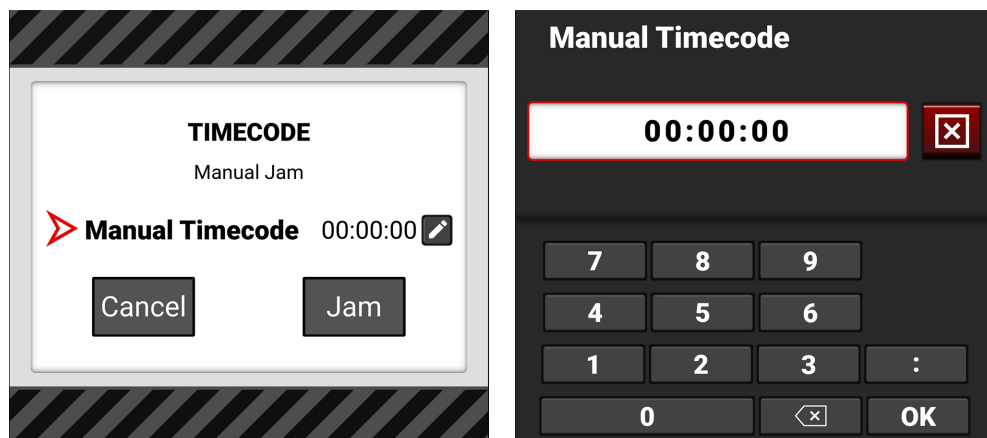 TIMECODE
Manual Jam
Manual Timecode 00:00:00
Cancel Jam
Manual Timecode
00:00:00
7 8 9
4 5 6
1 2 3 :
0 OK